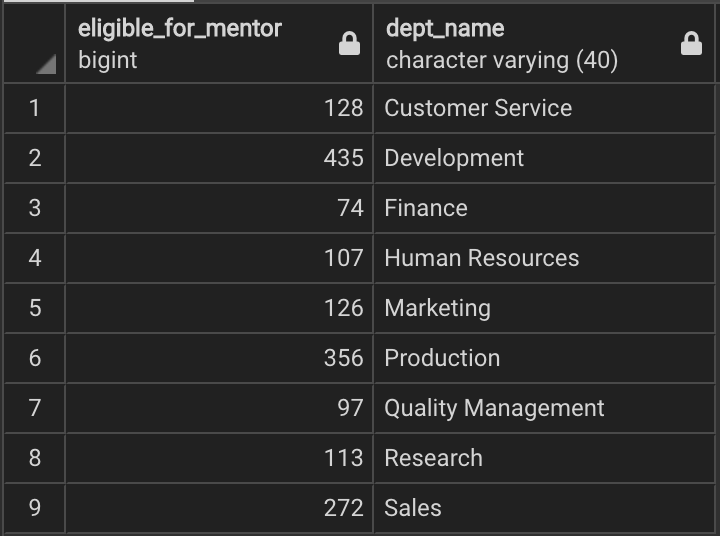 eligible_for_mentor dept_name
bigint character varying (40)
1 128 Customer Service
2 435 Development
3 74 Finance
4 107 Human Resources
5 126 Marketing
6 356 Production
7 97 Quality Management
8 113 Research
9 272 Sales